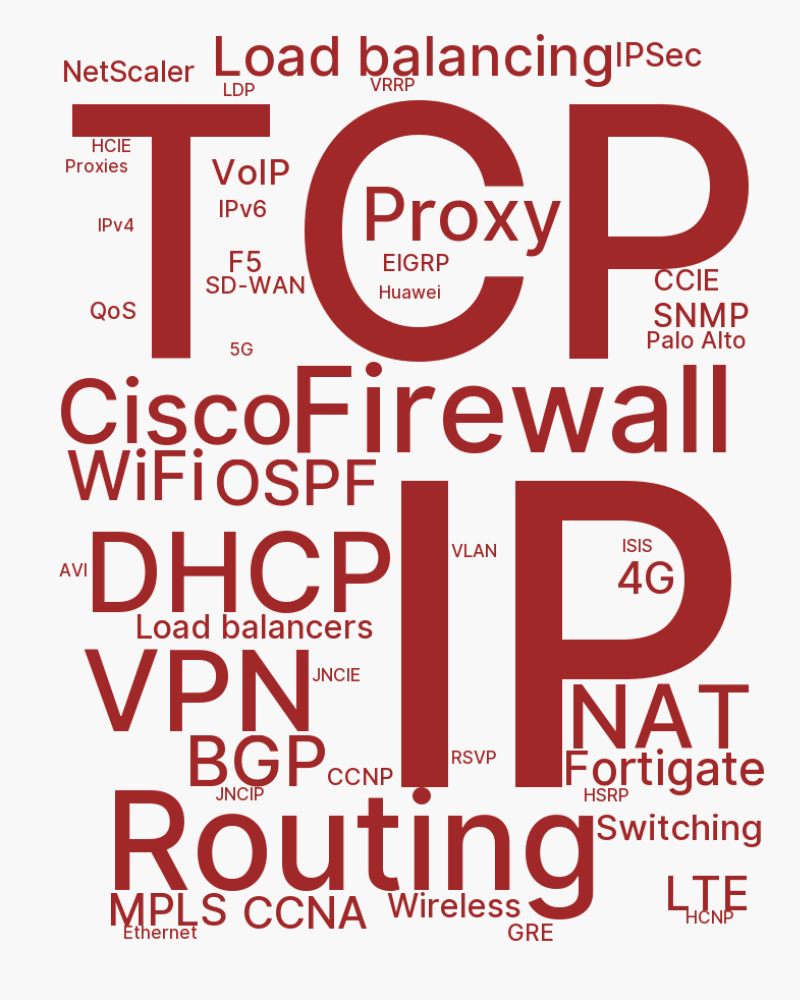 Load balancing
IPSec
NetScaler
LDP
VRRP
TCP
HCIE
Proxies
VoIP
Proxy
IPv6
IPv4
F5
EIGRP
SD-WAN
Huawei
CCIE
QoS
SNMP
Palo Alto
5G
Cisco
Firewall
WiFi
OSPF
IP
DHCP
VLAN
ISIS
AVI
4G
Load balancers
VPN
JNCIE
NAT
BGP
CCNP
RSVP
Fortigate
JNCIP
HSRP
Routing
Switching
MPLS
CCNA
Wireless
LTE
HCNP
Ethernet
GRE